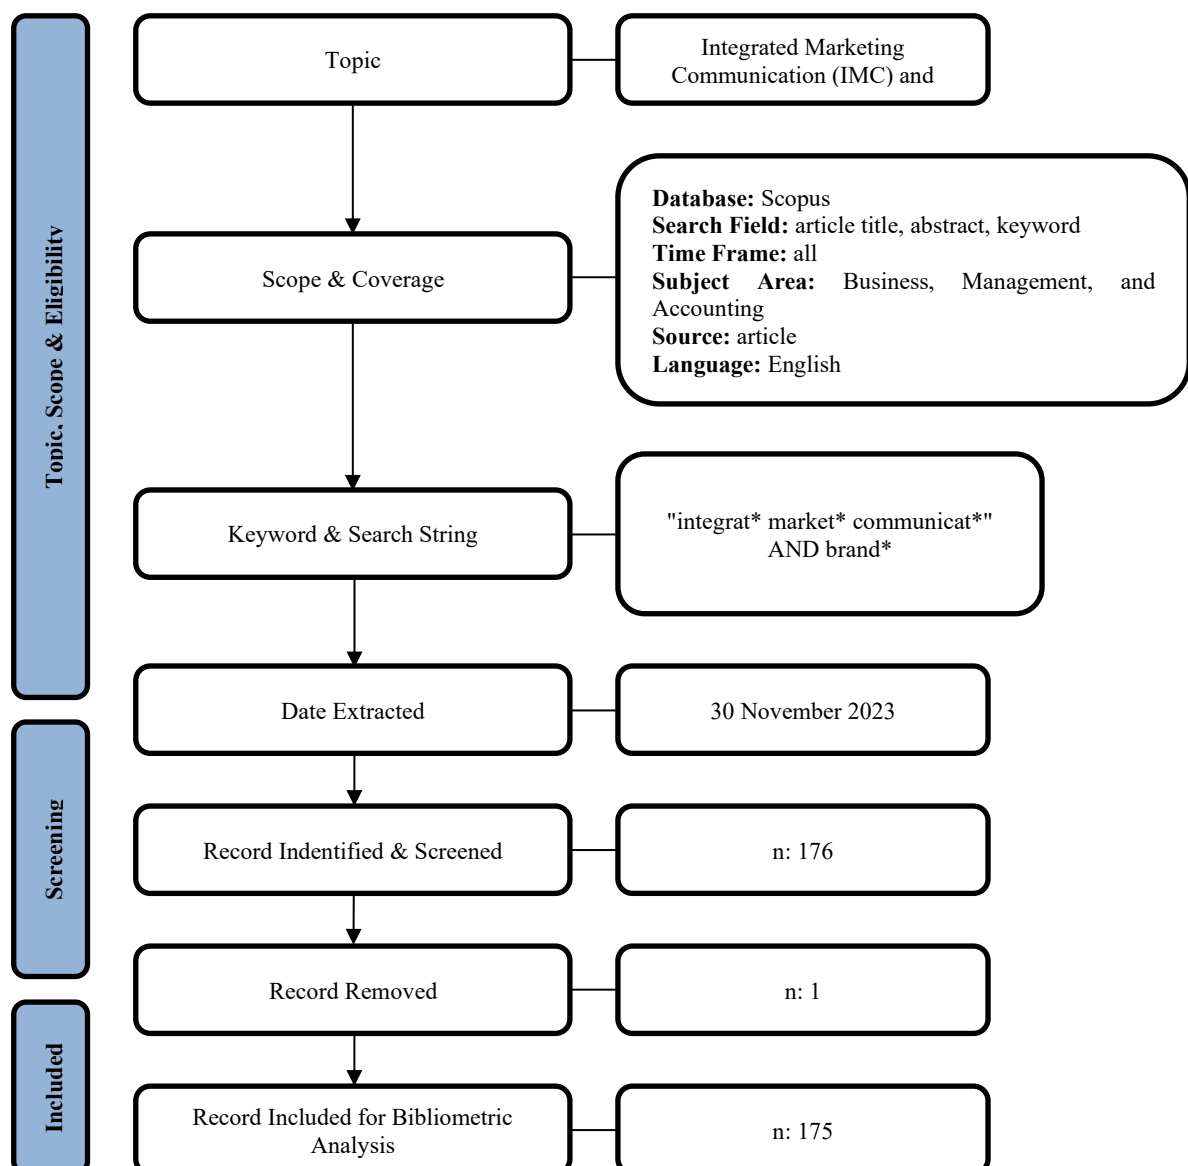 Topic
Integrated Marketing
Communication (IMC) and
Topic, Scope & Eligibility
Database: Scopus
Search Field: article title, abstract, keyword
Time Frame: all
Subject Area: Business, Management, and
Accounting
Source: article
Language: English
Scope & Coverage
Keyword & Search String
"integrat* market* communicat*"
AND brand*
Date Extracted
30 November 2023
Screening
Record Indentified & Screened
n: 176
Record Removed
n: 1
Included
Record Included for Bibliometric
Analysis
n: 175